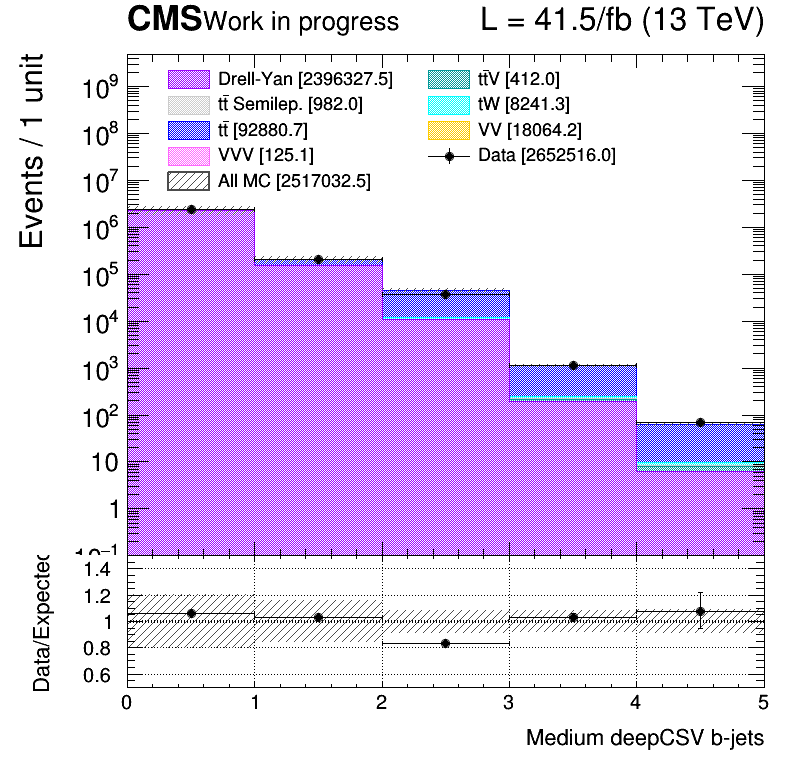 CMS Work in progress L = 41.5/fb (13 TeV)
Events / 1 unit
Drell-Yan [2396327.5] tt̄V [412.0]
tt̄ Semilep. [982.0] tW [8241.3]
tt̄ [92880.7] VV [18064.2]
VVV [125.1] Data [2652516.0]
All MC [2517032.5]
10⁹
10⁸
10⁷
10⁶
10⁵
10⁴
10³
10²
10
1
10⁻¹
Data/Expected
1.4
1.2
1
0.8
0.6
0 1 2 3 4 5
Medium deepCSV b-jets